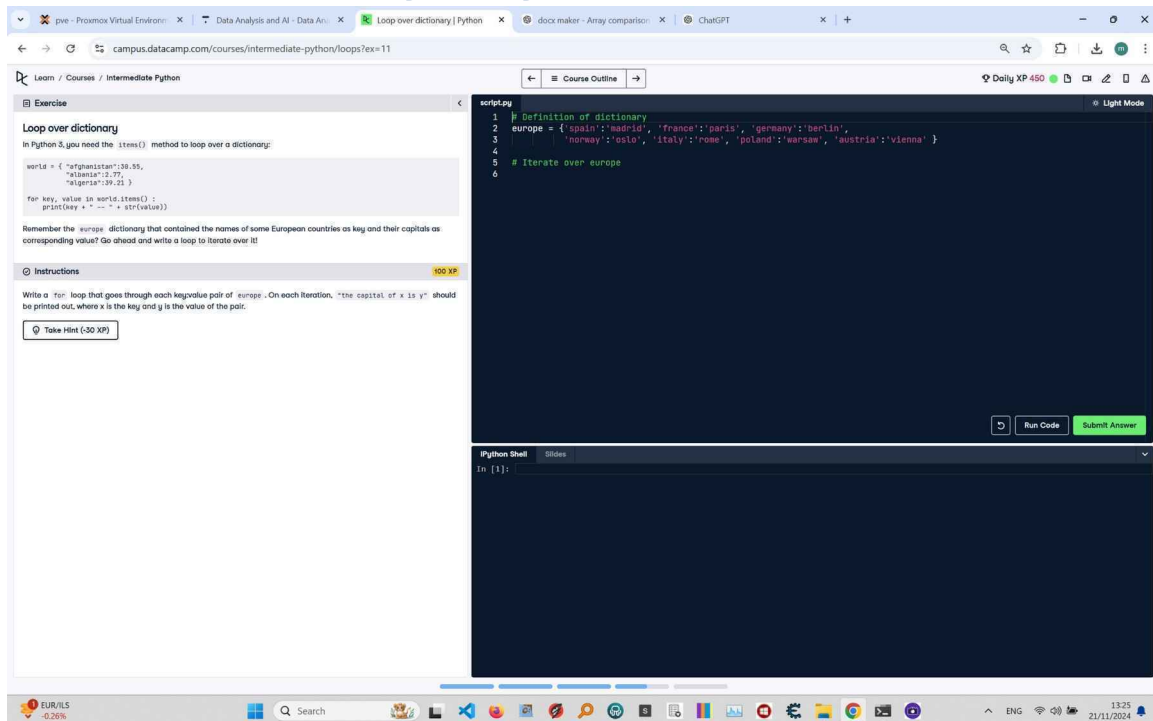 pve - Proxmox Virtual Environm
Data Analysis and AI - Data Ana
Loop over dictionary | Python
docx maker - Array comparison
ChatGPT
campus.datacamp.com/courses/intermediate-python/loops?ex=11
Learn / Courses / Intermediate Python
Course Outline
Daily XP 450
Exercise
Loop over dictionary
In Python 3, you need the items() method to loop over a dictionary:
world = { "afghanistan":30.55,
"albania":2.77,
"algeria":39.21 }
for key, value in world.items() :
print(key + " -- " + str(value))
Remember the europe dictionary that contained the names of some European countries as key and their capitals as
corresponding value? Go ahead and write a loop to iterate over it!
Instructions
100 XP
Write a for loop that goes through each key:value pair of europe . On each iteration, "the capital of x is y" should
be printed out, where x is the key and y is the value of the pair.
Take Hint (-30 XP)
script.py
Light Mode
1 # Definition of dictionary
2 europe = {'spain':'madrid', 'france':'paris', 'germany':'berlin',
3 'norway':'oslo', 'italy':'rome', 'poland':'warsaw', 'austria':'vienna' }
4
5 # Iterate over europe
6
Run Code
Submit Answer
IPython Shell Slides
In [1]:
EUR/ILS
-0.26%
Search
ENG
13:25
21/11/2024